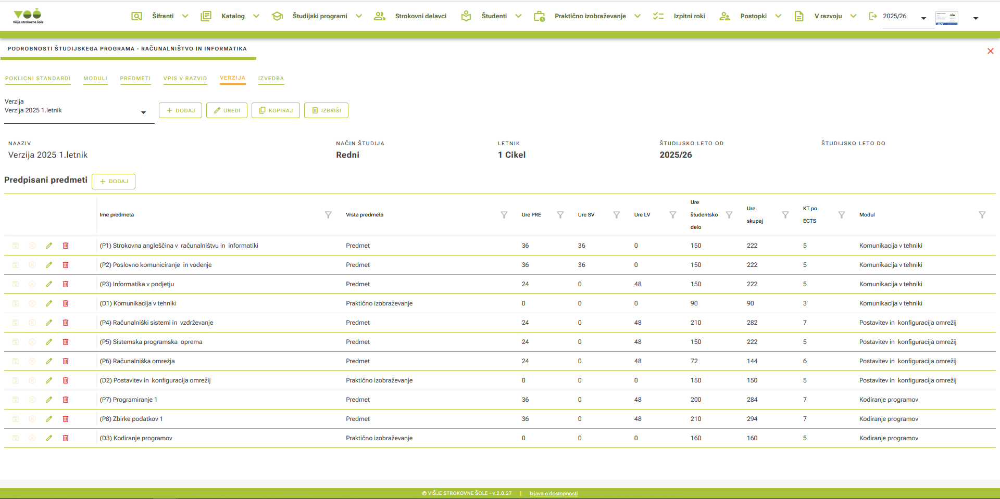 Višje strokovne šole
Šifranti Katalog Študijski programi Strokovni delavci Študenti Praktično izobraževanje Izpitni roki Postopki V razvoju 2025/26
PODROBNOSTI ŠTUDIJSKEGA PROGRAMA - RAČUNALNIŠTVO IN INFORMATIKA
POKLICNI STANDARDI MODULI PREDMETI VPIS V RAZVID VERZIJA IZVEDBA
Verzija
Verzija 2025 1.letnik
+ DODAJ UREDI KOPIRAJ IZBRIŠI
NAAZIV NAČIN ŠTUDIJA LETNIK ŠTUDIJSKO LETO OD ŠTUDIJSKO LETO DO
Verzija 2025 1.letnik Redni 1 Cikel 2025/26
Predpisani predmeti + DODAJ
Ime predmeta Vrsta predmeta Ure PRE Ure SV Ure LV Ure študentsko delo Ure skupaj KT po ECTS Modul
(P1) Strokovna angleščina v računalništvu in informatiki Predmet 36 36 0 150 222 5 Komunikacija v tehniki
(P2) Poslovno komuniciranje in vodenje Predmet 36 36 0 150 222 5 Komunikacija v tehniki
(P3) Informatika v podjetju Predmet 24 0 48 150 222 5 Komunikacija v tehniki
(D1) Komunikacija v tehniki Praktično izobraževanje 0 0 0 90 90 3 Komunikacija v tehniki
(P4) Računalniški sistemi in vzdrževanje Predmet 24 0 48 210 282 7 Postavitev in konfiguracija omrežij
(P5) Sistemska programska oprema Predmet 24 0 48 150 222 5 Postavitev in konfiguracija omrežij
(P6) Računalniška omrežja Predmet 24 0 48 72 144 6 Postavitev in konfiguracija omrežij
(D2) Postavitev in konfiguracija omrežij Praktično izobraževanje 0 0 0 150 150 5 Postavitev in konfiguracija omrežij
(P7) Programiranje 1 Predmet 36 0 48 200 284 7 Kodiranje programov
(P8) Zbirke podatkov 1 Predmet 36 0 48 210 294 7 Kodiranje programov
(D3) Kodiranje programov Praktično izobraževanje 0 0 0 160 160 5 Kodiranje programov
© VIŠJE STROKOVNE ŠOLE - v.2.0.27 | Izjava o dostopnosti